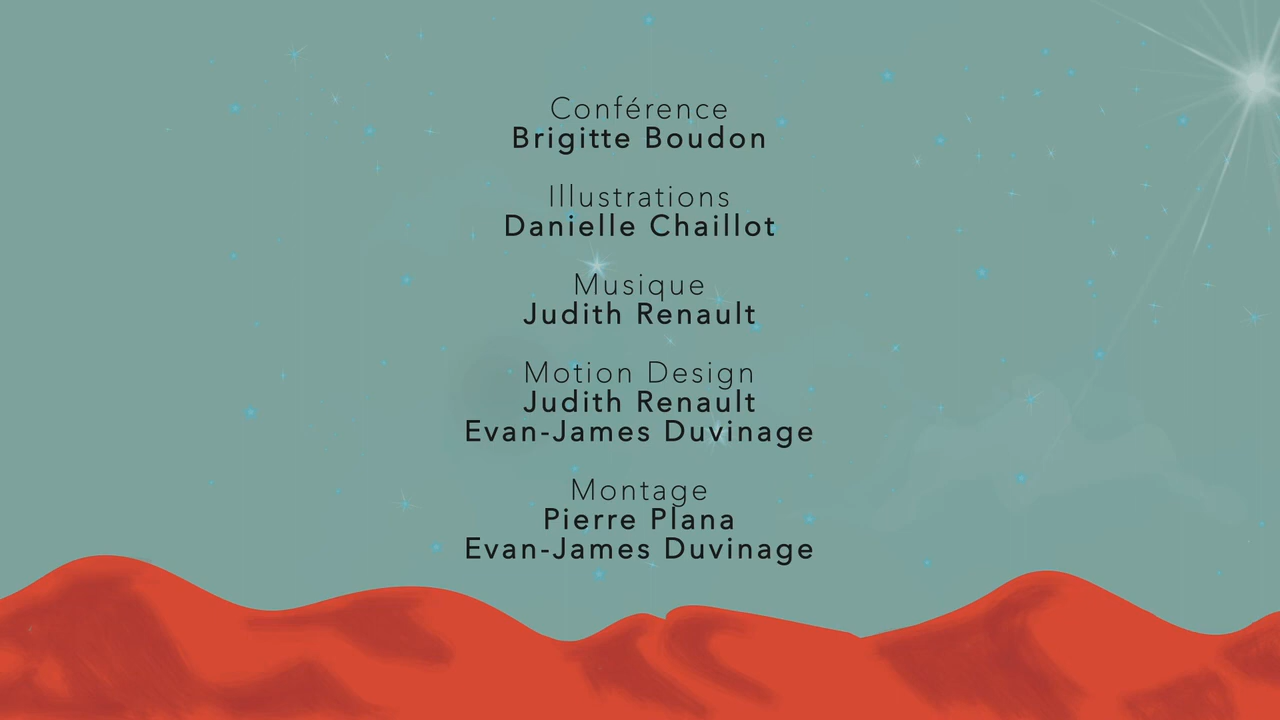 Conférence
Brigitte Boudon
Illustrations
Danielle Chaillot
Musique
Judith Renault
Motion Design
Judith Renault
Evan-James Duvinage
Montage
Pierre Plana
Evan-James Duvinage